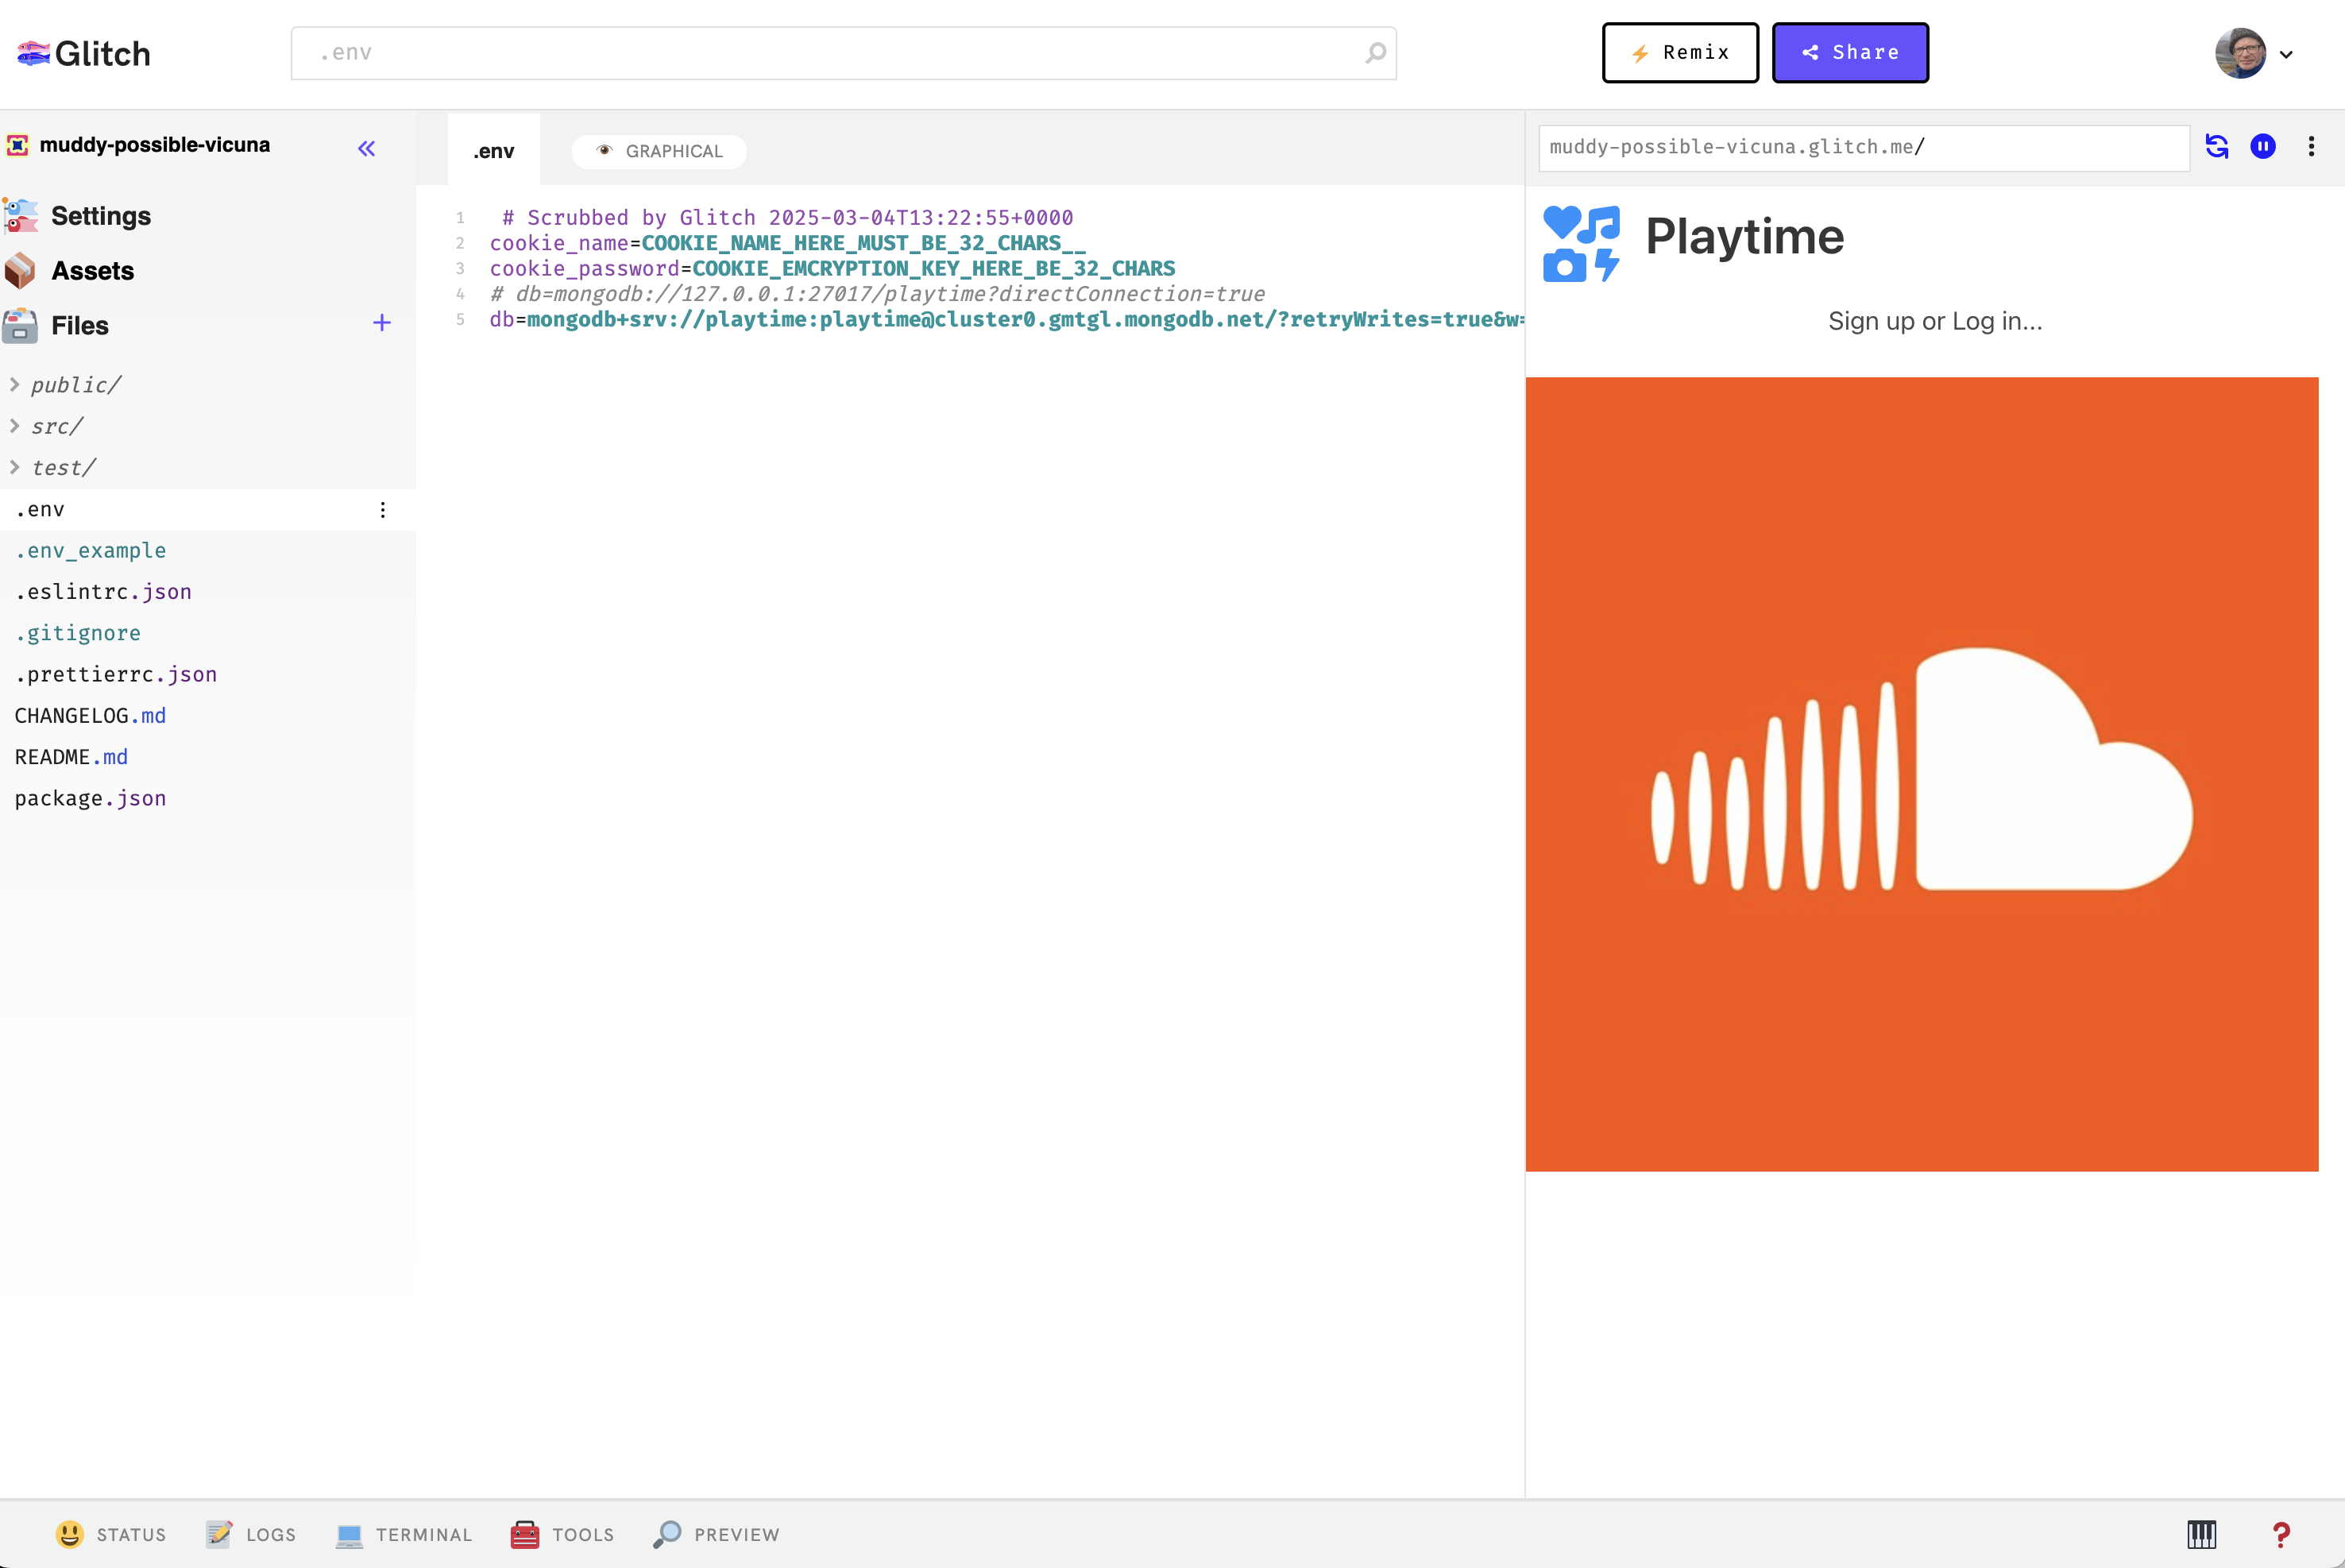 Glitch
.env
Remix
Share
muddy-possible-vicuna
Settings
Assets
Files
public/
src/
test/
.env
.env_example
.eslintrc.json
.gitignore
.prettierrc.json
CHANGELOG.md
README.md
package.json
.env
GRAPHICAL
1 # Scrubbed by Glitch 2025-03-04T13:22:55+0000
2 cookie_name=COOKIE_NAME_HERE_MUST_BE_32_CHARS__
3 cookie_password=COOKIE_EMCRYPTION_KEY_HERE_BE_32_CHARS
4 # db=mongodb://127.0.0.1:27017/playtime?directConnection=true
5 db=mongodb+srv://playtime:playtime@cluster0.gmtgl.mongodb.net/?retryWrites=true&w=
muddy-possible-vicuna.glitch.me/
Playtime
Sign up or Log in...
STATUS
LOGS
TERMINAL
TOOLS
PREVIEW
?